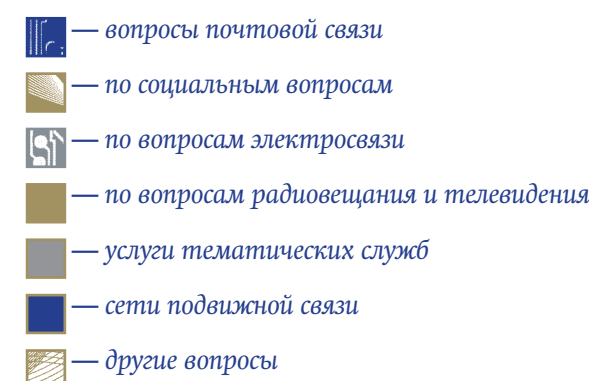 — вопросы почтовой связи
— по социальным вопросам
— по вопросам электросвязи
— по вопросам радиовещания и телевидения
— услуги тематических служб
— сети подвижной связи
— другие вопросы